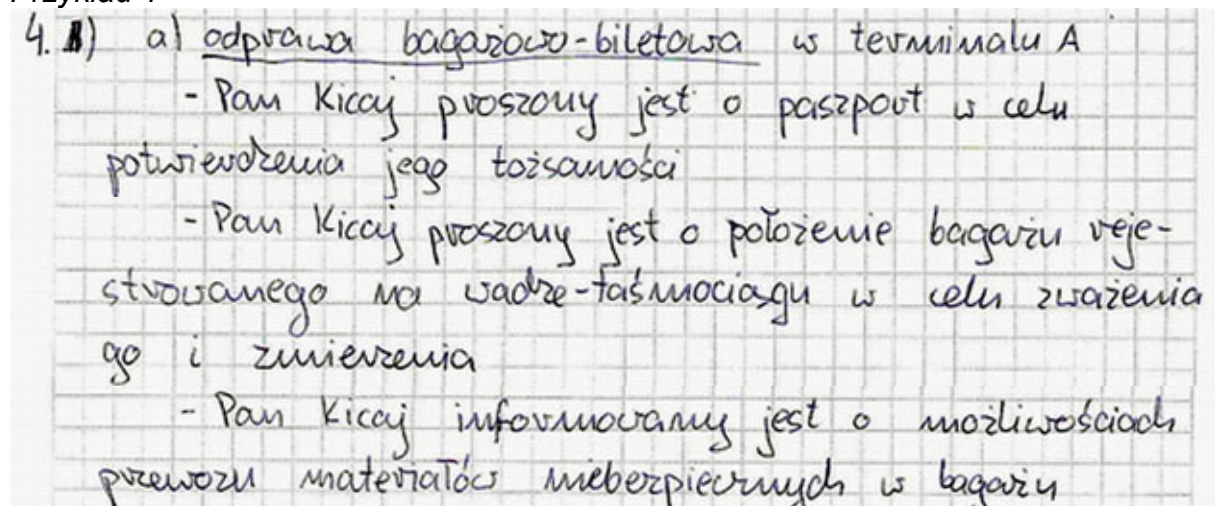 4. B) a) odprawa bagażowo-biletowa w terminalu A
- Pan Kicaj proszony jest o paszport w celu
potwierdzenia jego tożsamości
- Pan Kicaj proszony jest o położenie bagażu reje-
strowanego na wadze-taśmociągu w celu zważenia
go i zmierzenia
- Pan Kicaj informowany jest o możliwościach
przewozu materiałów niebezpiecznych w bagażu